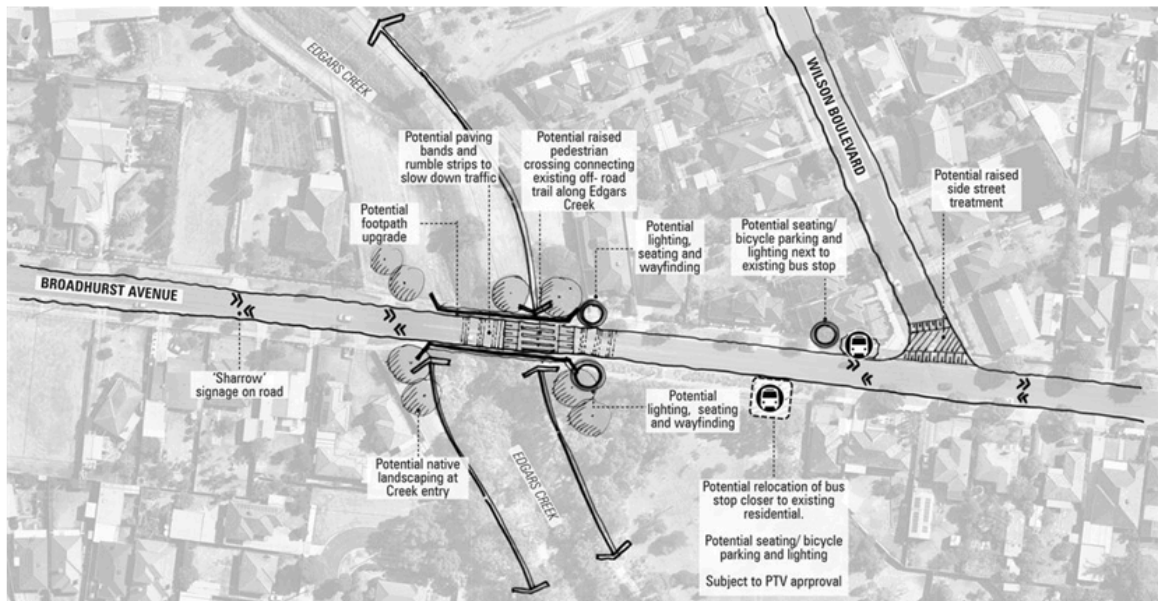 EDGARS CREEK
WILSON BOULEVARD
Potential paving
bands and
rumble strips to
slow down traffic
Potential raised
pedestrian
crossing connecting
existing off- road
trail along Edgars
Creek
Potential raised
side street
treatment
Potential
footpath
upgrade
Potential
lighting,
seating and
wayfinding
Potential seating/
bicycle parking and
lighting next to
existing bus stop
BROADHURST AVENUE
'Sharrow'
signage on road
Potential
lighting, seating
and wayfinding
Potential native
landscaping at
Creek entry
EDGARS CREEK
Potential relocation of bus
stop closer to existing
residential.
Potential seating/ bicycle
parking and lighting
Subject to PTV aprproval